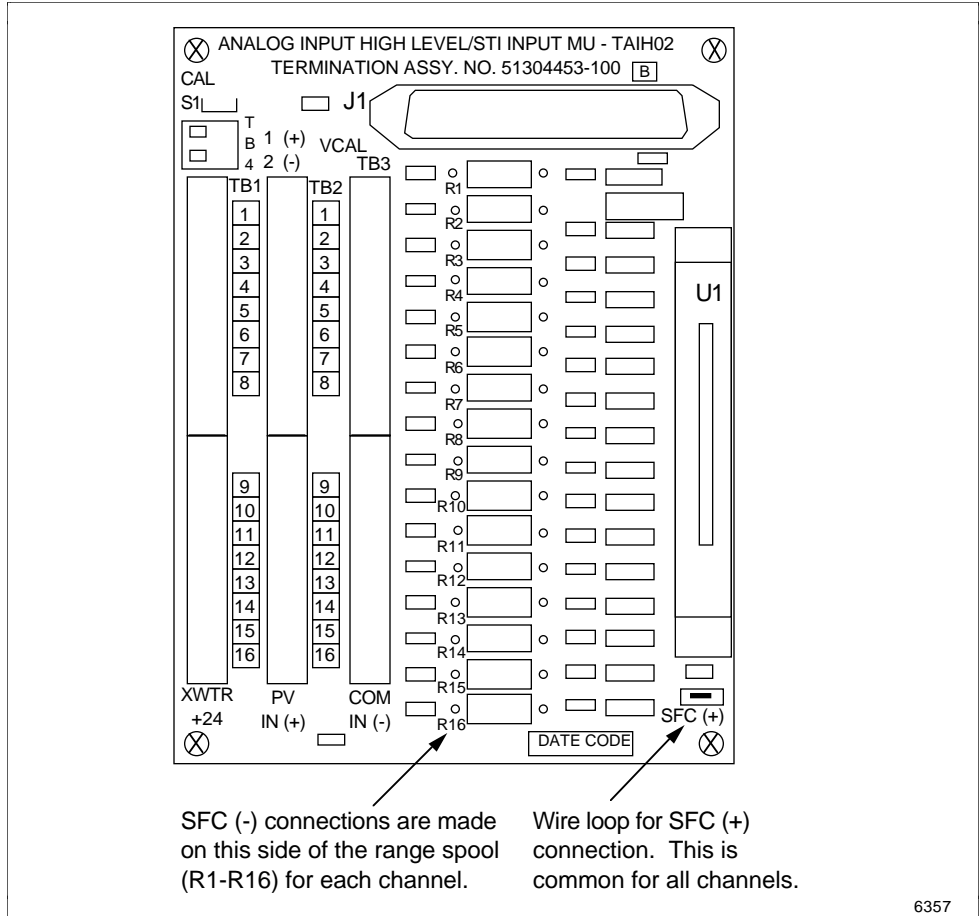 ANALOG INPUT HIGH LEVEL/STI INPUT MU - TAIH02
TERMINATION ASSY. NO. 51304453-100 B
CAL
S1
J1
T
B
4
1 (+)
2 (-)
VCAL
TB3
TB1
TB2
1
2
3
4
5
6
7
8
9
10
11
12
13
14
15
16
1
2
3
4
5
6
7
8
9
10
11
12
13
14
15
16
R1
R2
R3
R4
R5
R6
R7
R8
R9
R10
R11
R12
R13
R14
R15
R16
U1
XWTR
+24
PV
IN (+)
COM
IN (-)
SFC (+)
DATE CODE
SFC (-) connections are made
on this side of the range spool
(R1-R16) for each channel.
Wire loop for SFC (+)
connection. This is
common for all channels.
6357